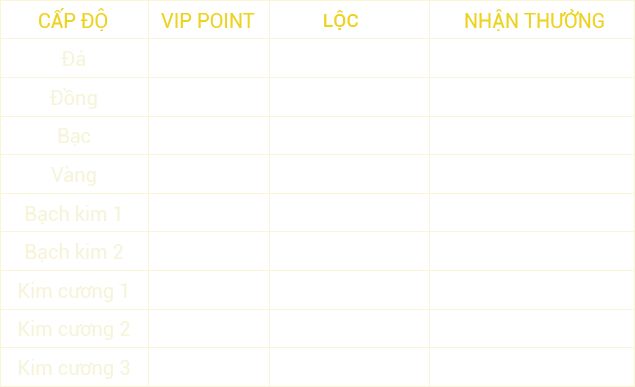 CẤP ĐỘ VIP POINT LỘC NHẬN THƯỞNG
Đá
Đồng
Bạc
Vàng
Bạch kim 1
Bạch kim 2
Kim cương 1
Kim cương 2
Kim cương 3